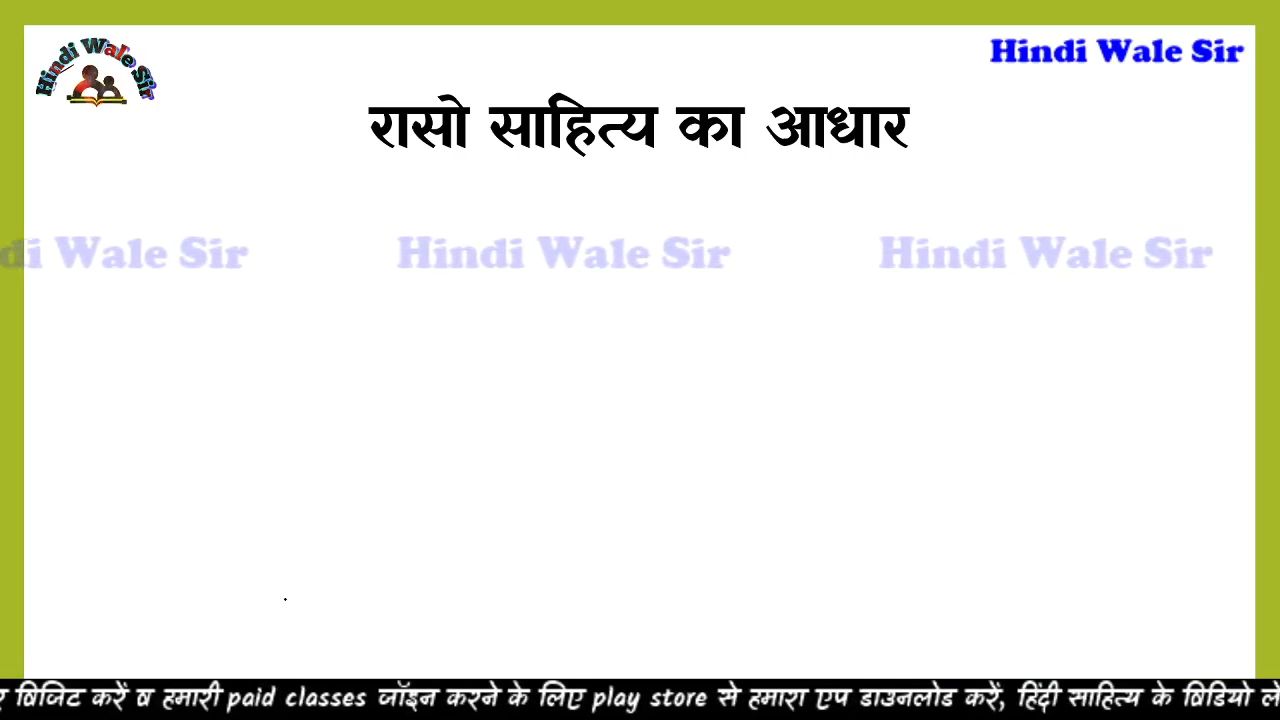 Hindi Wale Sir
Hindi Wale Sir
रासो साहित्य का आधार
di Wale Sir Hindi Wale Sir Hindi Wale Sir
विजिट करें व हमारी paid classes जॉइन करने के लिए play store से हमारा एप डाउनलोड करें, हिंदी साहित्य के विडियो ले